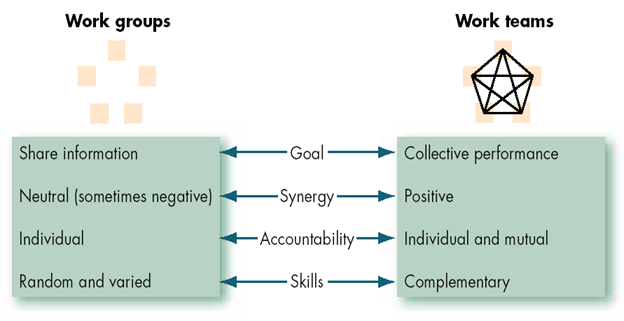 Work groups
Work teams
Share information
Goal
Collective performance
Neutral (sometimes negative)
Synergy
Positive
Individual
Accountability
Individual and mutual
Random and varied
Skills
Complementary